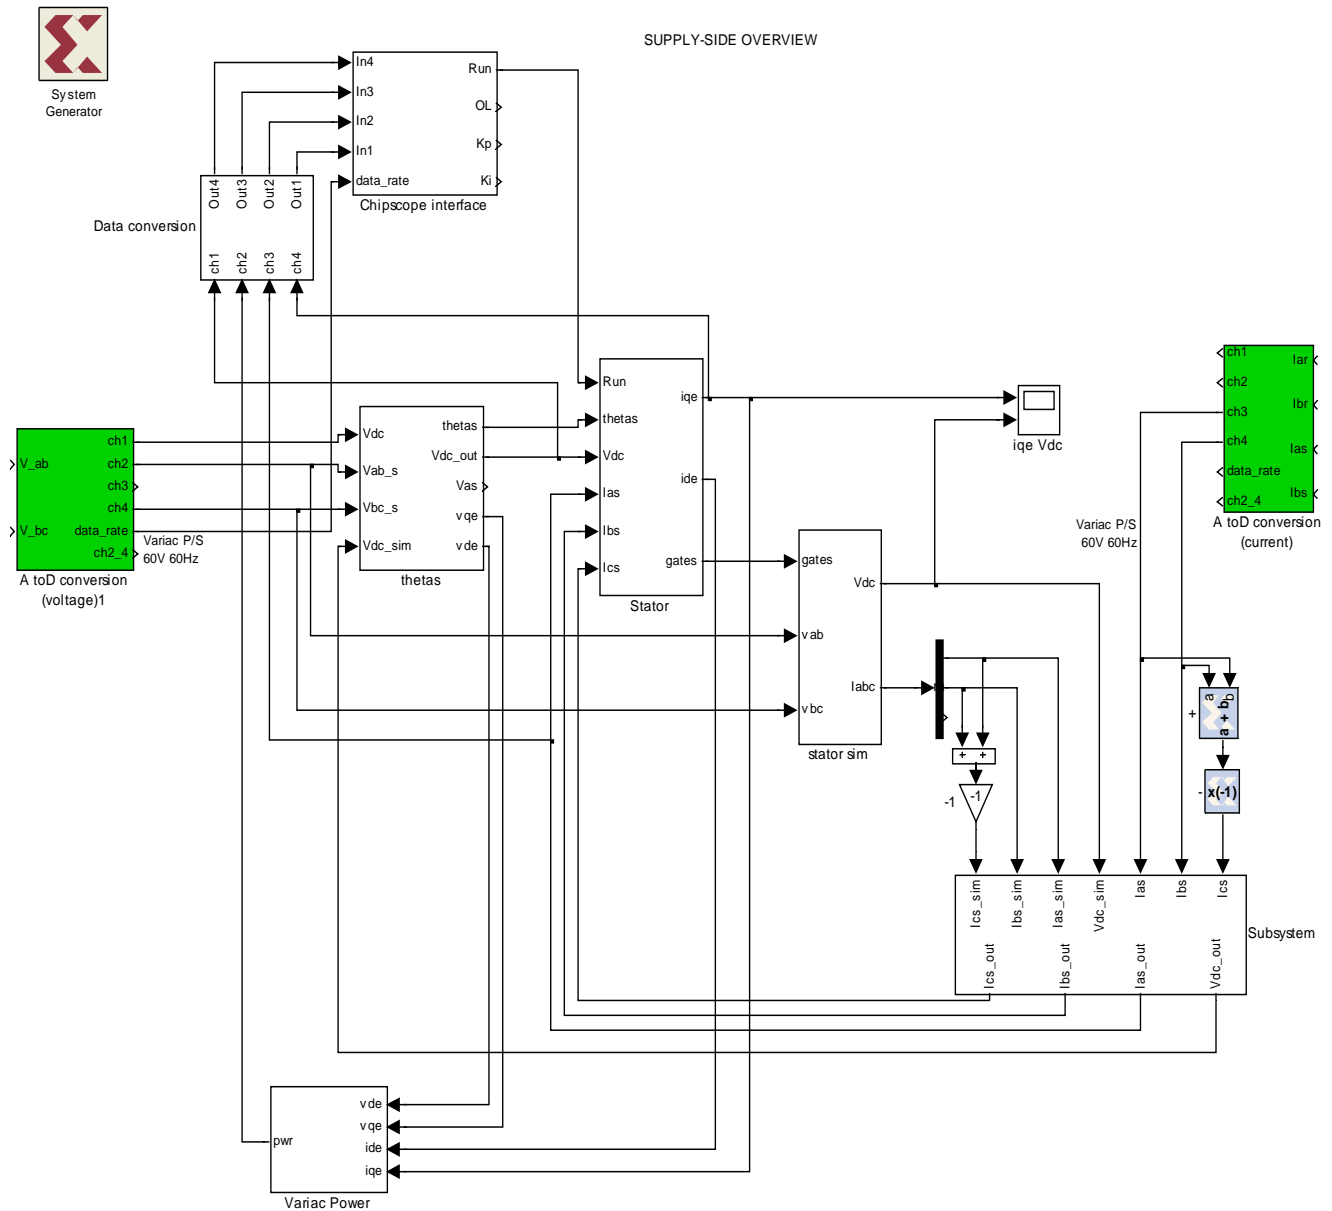 SUPPLY-SIDE OVERVIEW
System
Generator
In4
In3
In2
In1
data_rate
Run
OL
Kp
Ki
Chipscope interface
Out4
Out3
Out2
Out1
ch1
ch2
ch3
ch4
Data conversion
V_ab
V_bc
ch1
ch2
ch3
ch4
data_rate
ch2_4
A toD conversion
(voltage)1
Variac P/S
60V 60Hz
Vdc
Vab_s
Vbc_s
Vdc_sim
thetas
Vdc_out
Vas
vqe
vde
thetas
Run
thetas
Vdc
Ias
Ibs
Ics
iqe
ide
gates
Stator
iqe Vdc
gates
vab
vbc
Vdc
Iabc
stator sim
ch1
ch2
ch3
ch4
data_rate
ch2_4
Iar
Ibr
Ias
Ibs
A toD conversion
(current)
Variac P/S
60V 60Hz
+ +
-1
-1
a
b
a + b
+
x(-1)
-
Ics_sim
Ibs_sim
Ias_sim
Vdc_sim
Ias
Ibs
Ics
Ics_out
Ibs_out
Ias_out
Vdc_out
Subsystem
pwr
vde
vqe
ide
iqe
Variac Power